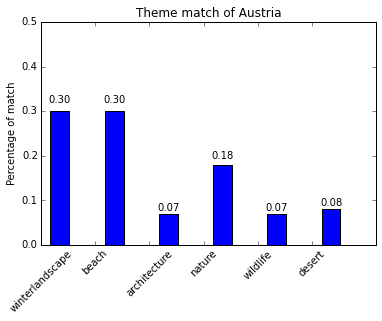 Theme match of Austria
Percentage of match
0.5
0.4
0.3
0.2
0.1
0.0
0.30
0.30
0.07
0.18
0.07
0.08
winterlandscape
beach
architecture
nature
wildlife
desert